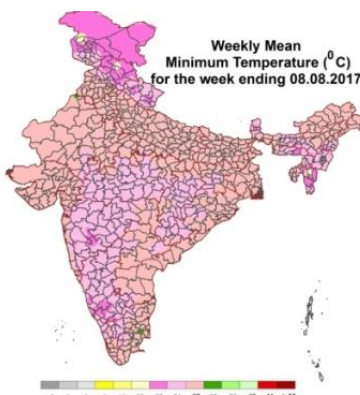 Weekly Mean
Minimum Temperature (⁰C)
for the week ending 08.08.2017